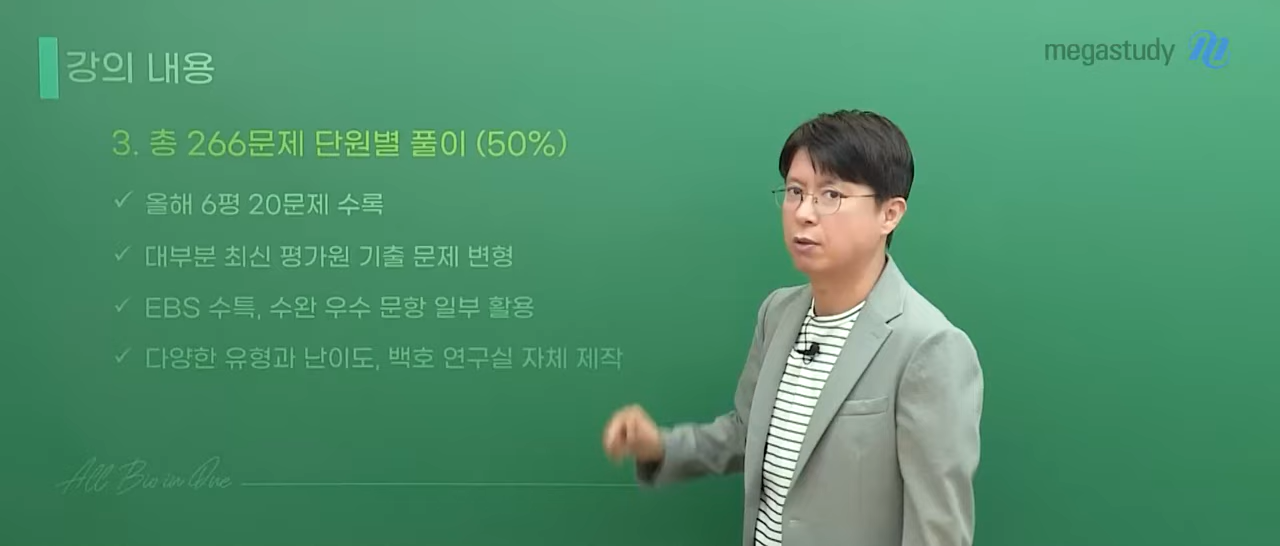 강의 내용
megastudy
3. 총 266문제 단원별 풀이 (50%)
올해 6평 20문제 수록
대부분 최신 평가원 기출 문제 변형
EBS 수특, 수완 우수 문항 일부 활용
다양한 유형과 난이도, 백호 연구실 자체 제작
All Bio in One